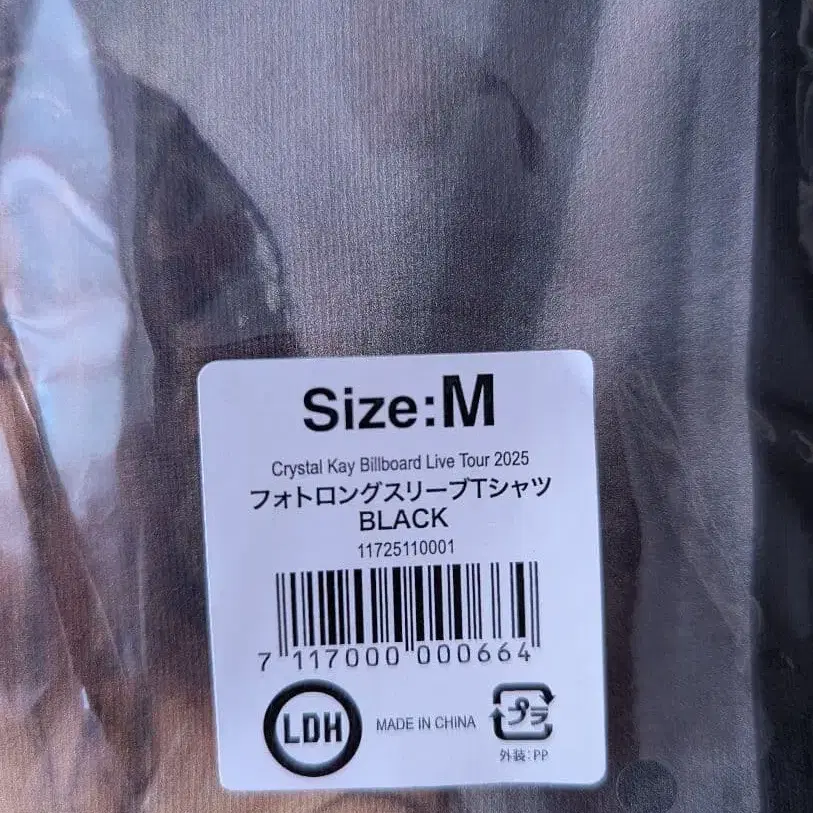 Size:M
Crystal Kay Billboard Live Tour 2025
フォトロングスリーブTシャツ
BLACK
11725110001
7 117000 000664
LDH
MADE IN CHINA
プラ
外装:PP